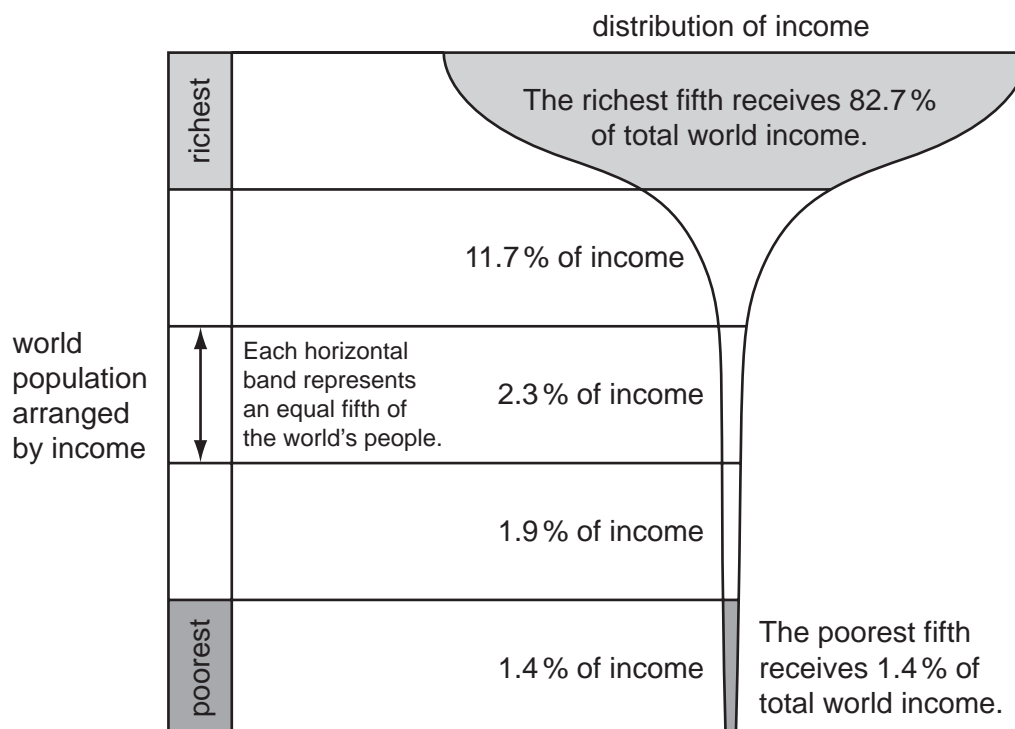 distribution of income
richest
The richest fifth receives 82.7 %
of total world income.
11.7 % of income
world
population
arranged
by income
Each horizontal
band represents
an equal fifth of
the world's people.
2.3 % of income
1.9 % of income
poorest
1.4 % of income
The poorest fifth
receives 1.4 % of
total world income.